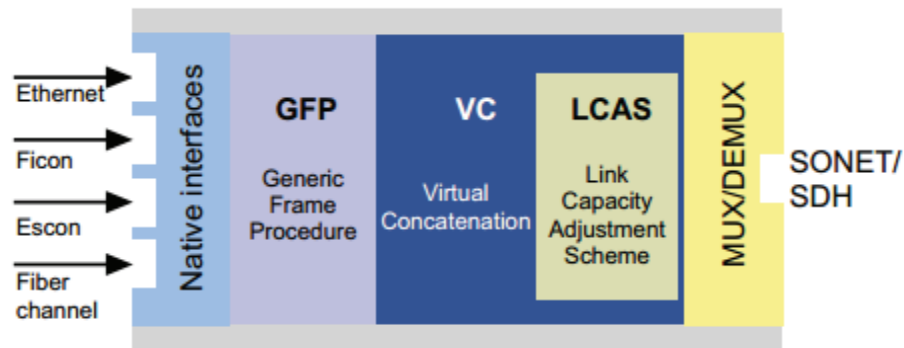 Ethernet
Ficon
Escon
Fiber
channel
Native interfaces
GFP
Generic
Frame
Procedure
VC
Virtual
Concatenation
LCAS
Link
Capacity
Adjustment
Scheme
MUX/DEMUX
SONET/
SDH